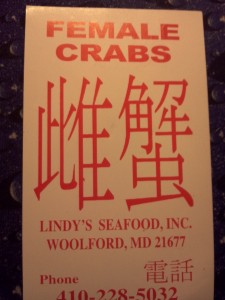 FEMALE
CRABS
雌蟹
LINDY'S SEAFOOD, INC.
WOOLFORD, MD 21677
Phone 電話
410-228-5032